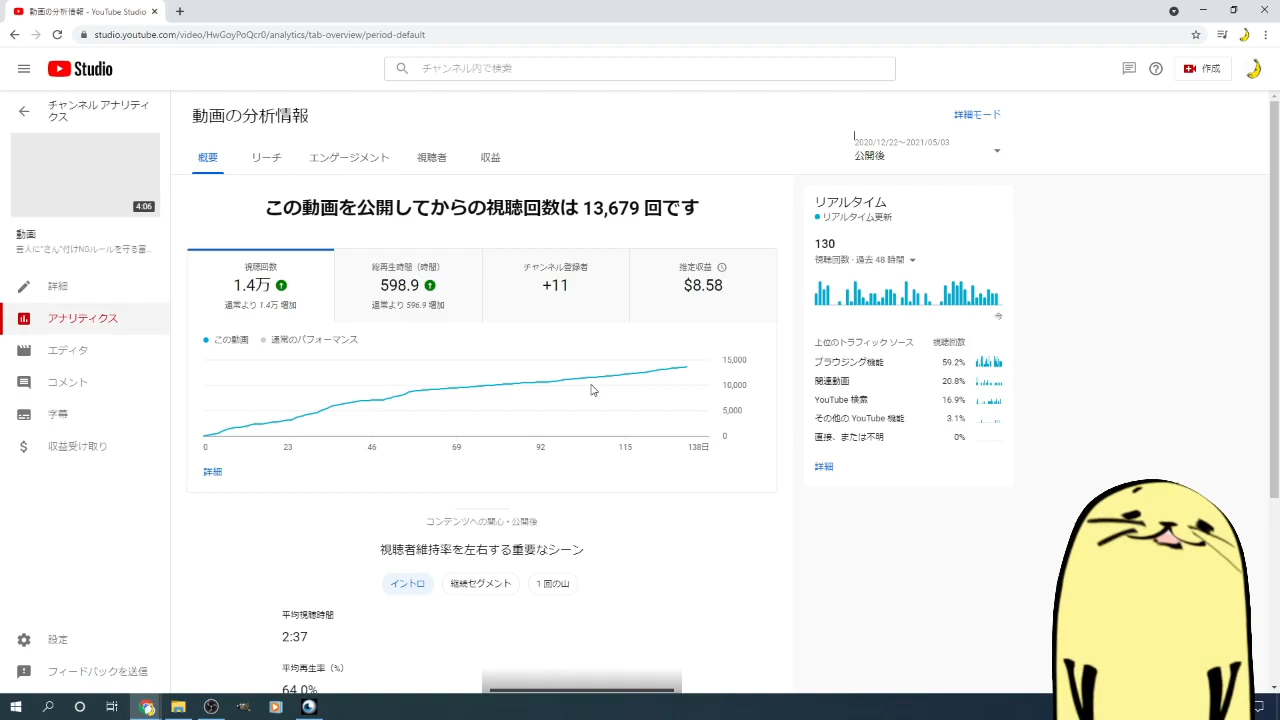 動画の分析情報 - YouTube Studio
studio.youtube.com/video/HwGoyPoQcr0/analytics/tab-overview/period-default
Studio
チャンネル内で検索
作成
チャンネル アナリティ
クス
4:06
動画
芸人に"さん"付けNGルールを守る富...
詳細
アナリティクス
エディタ
コメント
字幕
収益受け取り
設定
フィードバックを送信
動画の分析情報
詳細モード
2020/12/22～2021/05/03
公開後
概要
リーチ
エンゲージメント
視聴者
収益
この動画を公開してからの視聴回数は 13,679 回です
視聴回数
1.4万
通常より 1.4万 増加
総再生時間（時間）
598.9
通常より 596.9 増加
チャンネル登録者
+11
推定収益
$8.58
この動画
通常のパフォーマンス
15,000
10,000
5,000
0
0 23 46 69 92 115 138日
詳細
コンテンツへの関心・公開後
視聴者維持率を左右する重要なシーン
イントロ
継続セグメント
1 回の山
平均視聴時間
2:37
平均再生率（%）
64.0%
リアルタイム
リアルタイム更新
130
視聴回数・過去 48 時間
今
上位のトラフィック ソース 視聴回数
ブラウジング機能 59.2%
関連動画 20.8%
YouTube 検索 16.9%
その他の YouTube 機能 3.1%
直接、または不明 0%
詳細